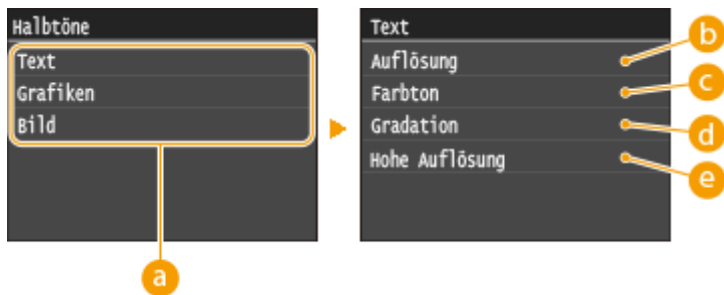 Halbtöne
Text
Grafiken
Bild
a
Text
Auflösung
Farbton
Gradation
Hohe Auflösung
b
c
d
e